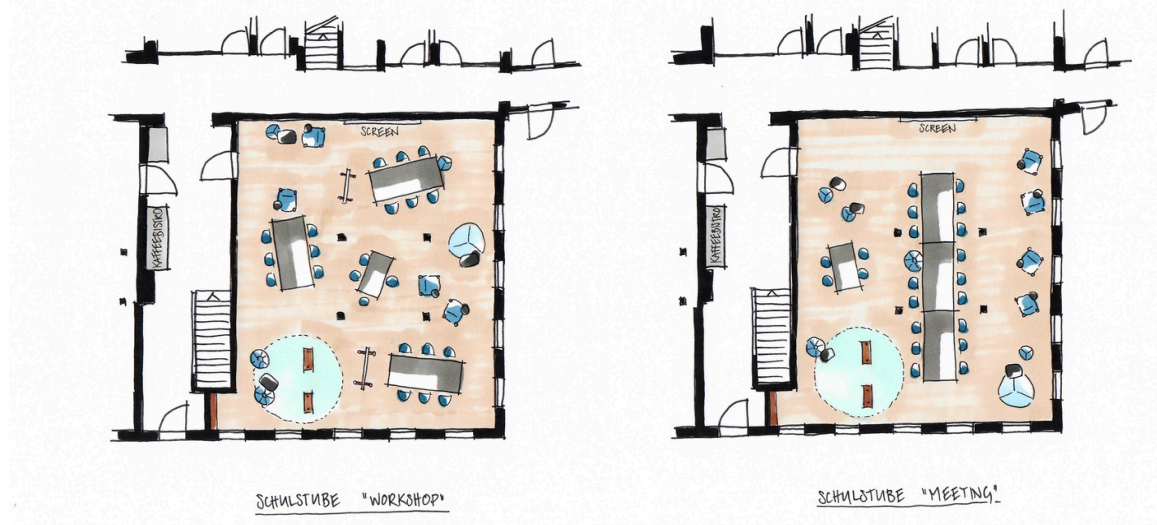 SCREEN
KAFFEEBISTRO
SCHULSTUBE "WORKSHOP"
SCREEN
KAFFEEBISTRO
SCHULSTUBE "MEETING"